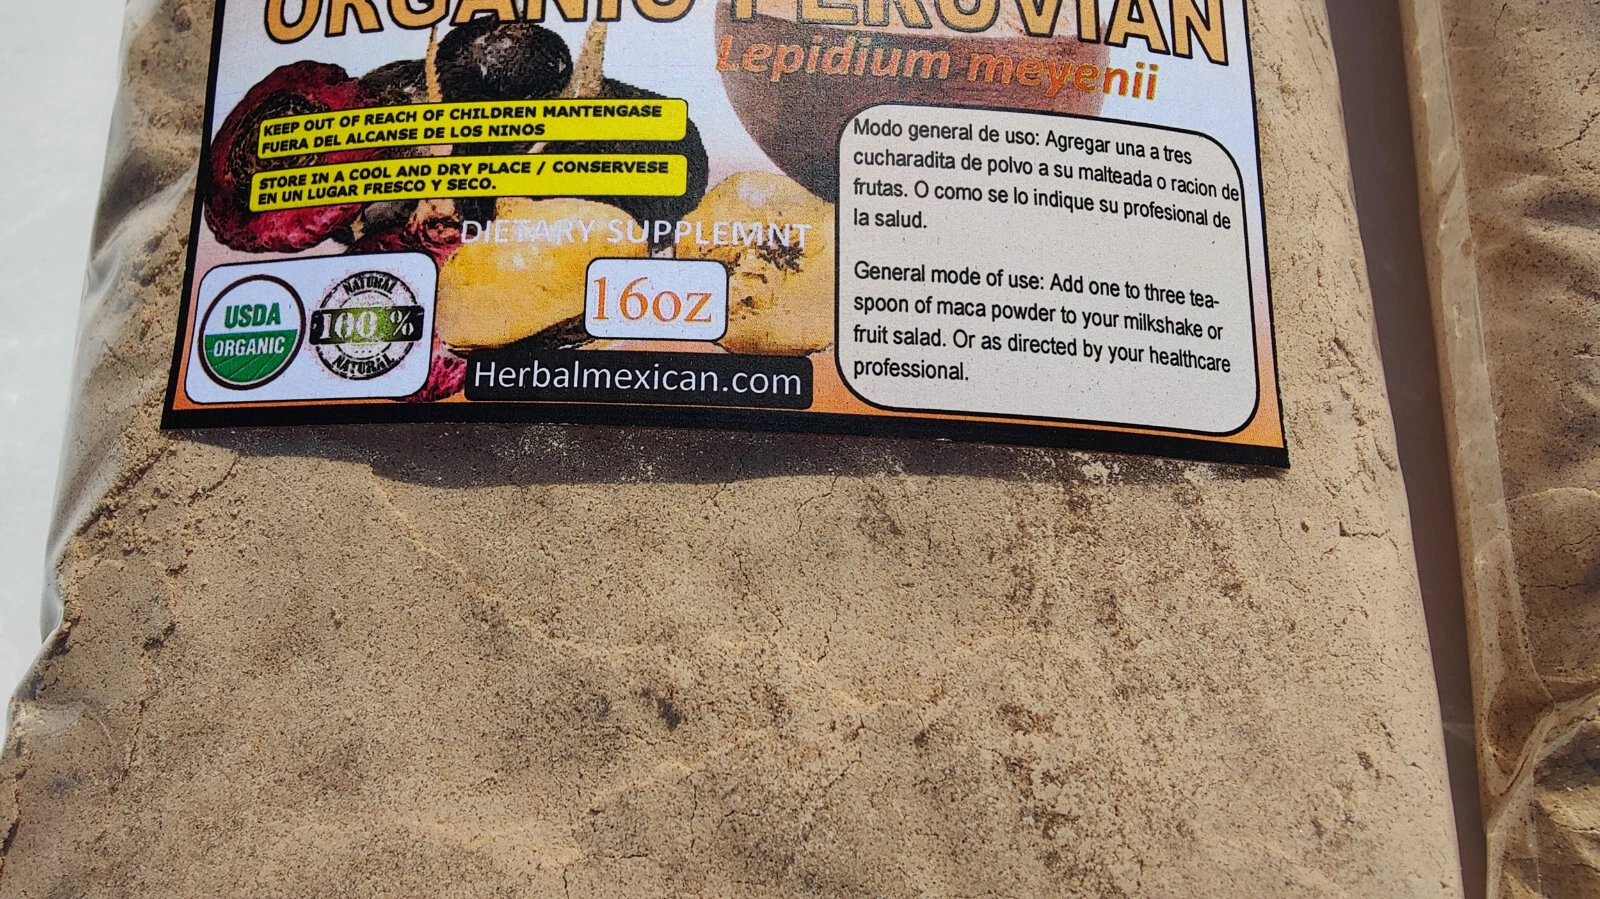 ORGANIC PERUVIAN
Lepidium meyenii
KEEP OUT OF REACH OF CHILDREN MANTENGASE
FUERA DEL ALCANSE DE LOS NINOS
STORE IN A COOL AND DRY PLACE / CONSERVESE
EN UN LUGAR FRESCO Y SECO.
DIETARY SUPPLEMNT
USDA
ORGANIC
NATURAL
100 %
NATURAL
16oz
Herbalmexican.com
Modo general de uso: Agregar una a tres
cucharadita de polvo a su malteada o racion de
frutas. O como se lo indique su profesional de
la salud.
General mode of use: Add one to three tea-
spoon of maca powder to your milkshake or
fruit salad. Or as directed by your healthcare
professional.